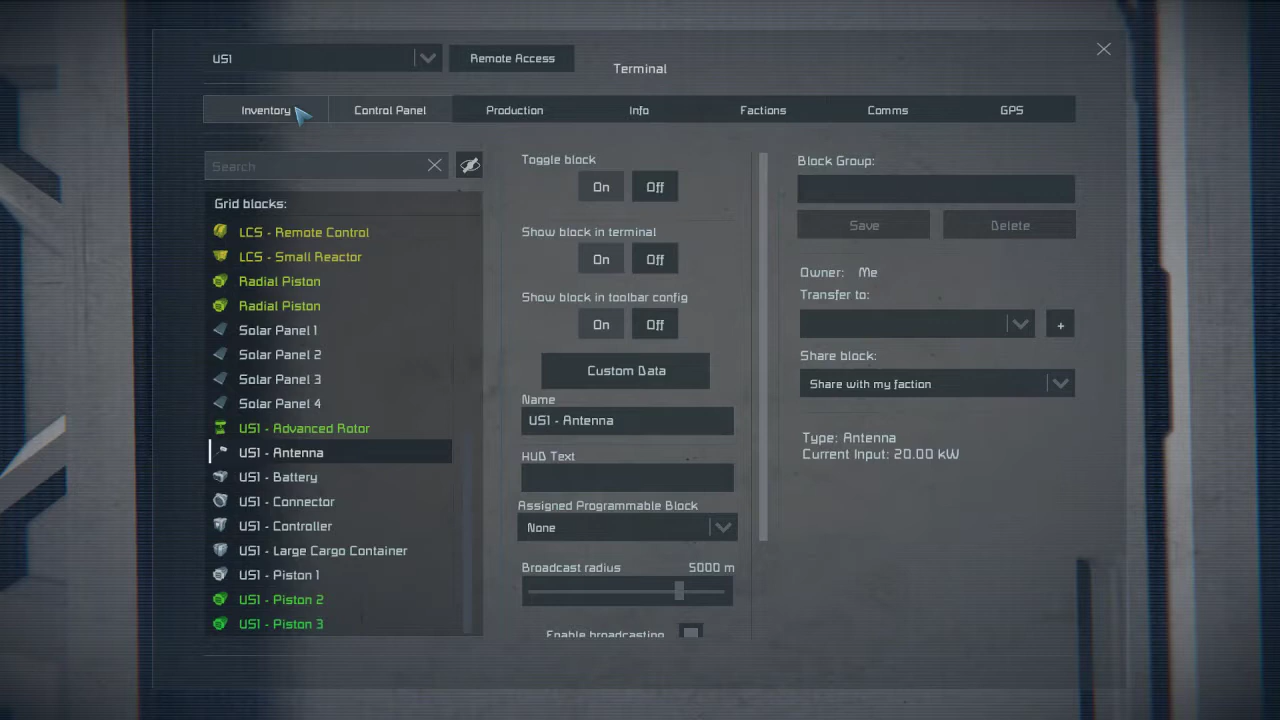 US1
Remote Access
Terminal
Inventory
Control Panel
Production
Info
Factions
Comms
GPS
Search
Grid blocks:
LCS - Remote Control
LCS - Small Reactor
Radial Piston
Radial Piston
Solar Panel 1
Solar Panel 2
Solar Panel 3
Solar Panel 4
US1 - Advanced Rotor
US1 - Antenna
US1 - Battery
US1 - Connector
US1 - Controller
US1 - Large Cargo Container
US1 - Piston 1
US1 - Piston 2
US1 - Piston 3
Toggle block
On Off
Show block in terminal
On Off
Show block in toolbar config
On Off
Custom Data
Name
US1 - Antenna
HUD Text
Assigned Programmable Block
None
Broadcast radius 5000 m
Enable broadcasting
Block Group:
Save Delete
Owner: Me
Transfer to:
+
Share block:
Share with my faction
Type: Antenna
Current Input: 20.00 kW